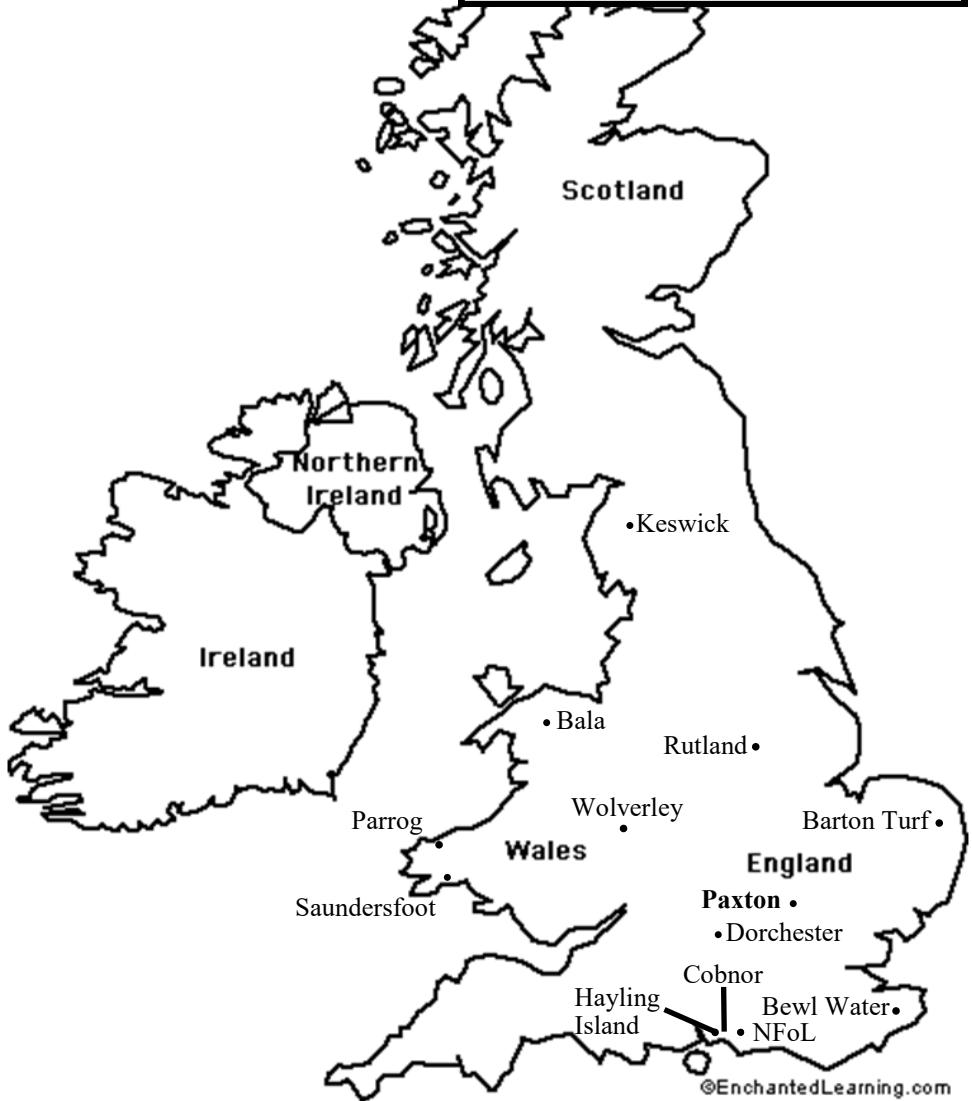 Scotland
Northern
Ireland
Keswick
Ireland
Bala
Rutland
Wolverley
Parrog
Barton Turf
Wales
England
Paxton
Saundersfoot
Dorchester
Cobnor
Hayling
Island
Bewl Water
NFoL
©EnchantedLearning.com